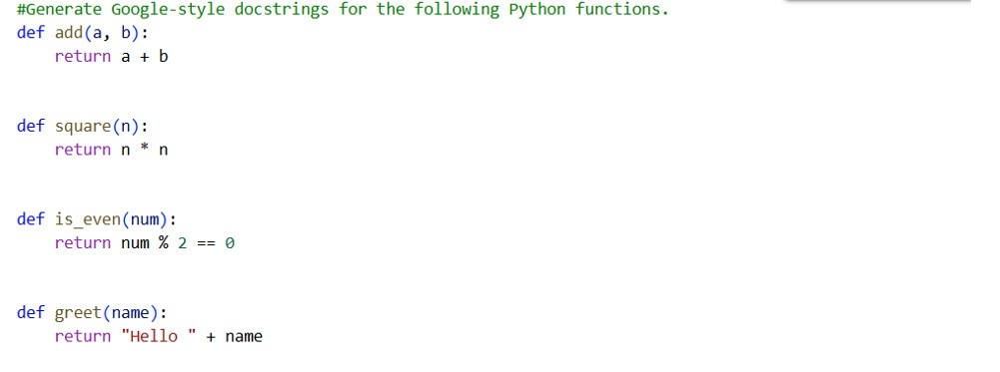 #Generate Google-style docstrings for the following Python functions.
def add(a, b):
    return a + b
def square(n):
    return n * n
def is_even(num):
    return num % 2 == 0
def greet(name):
    return "Hello " + name